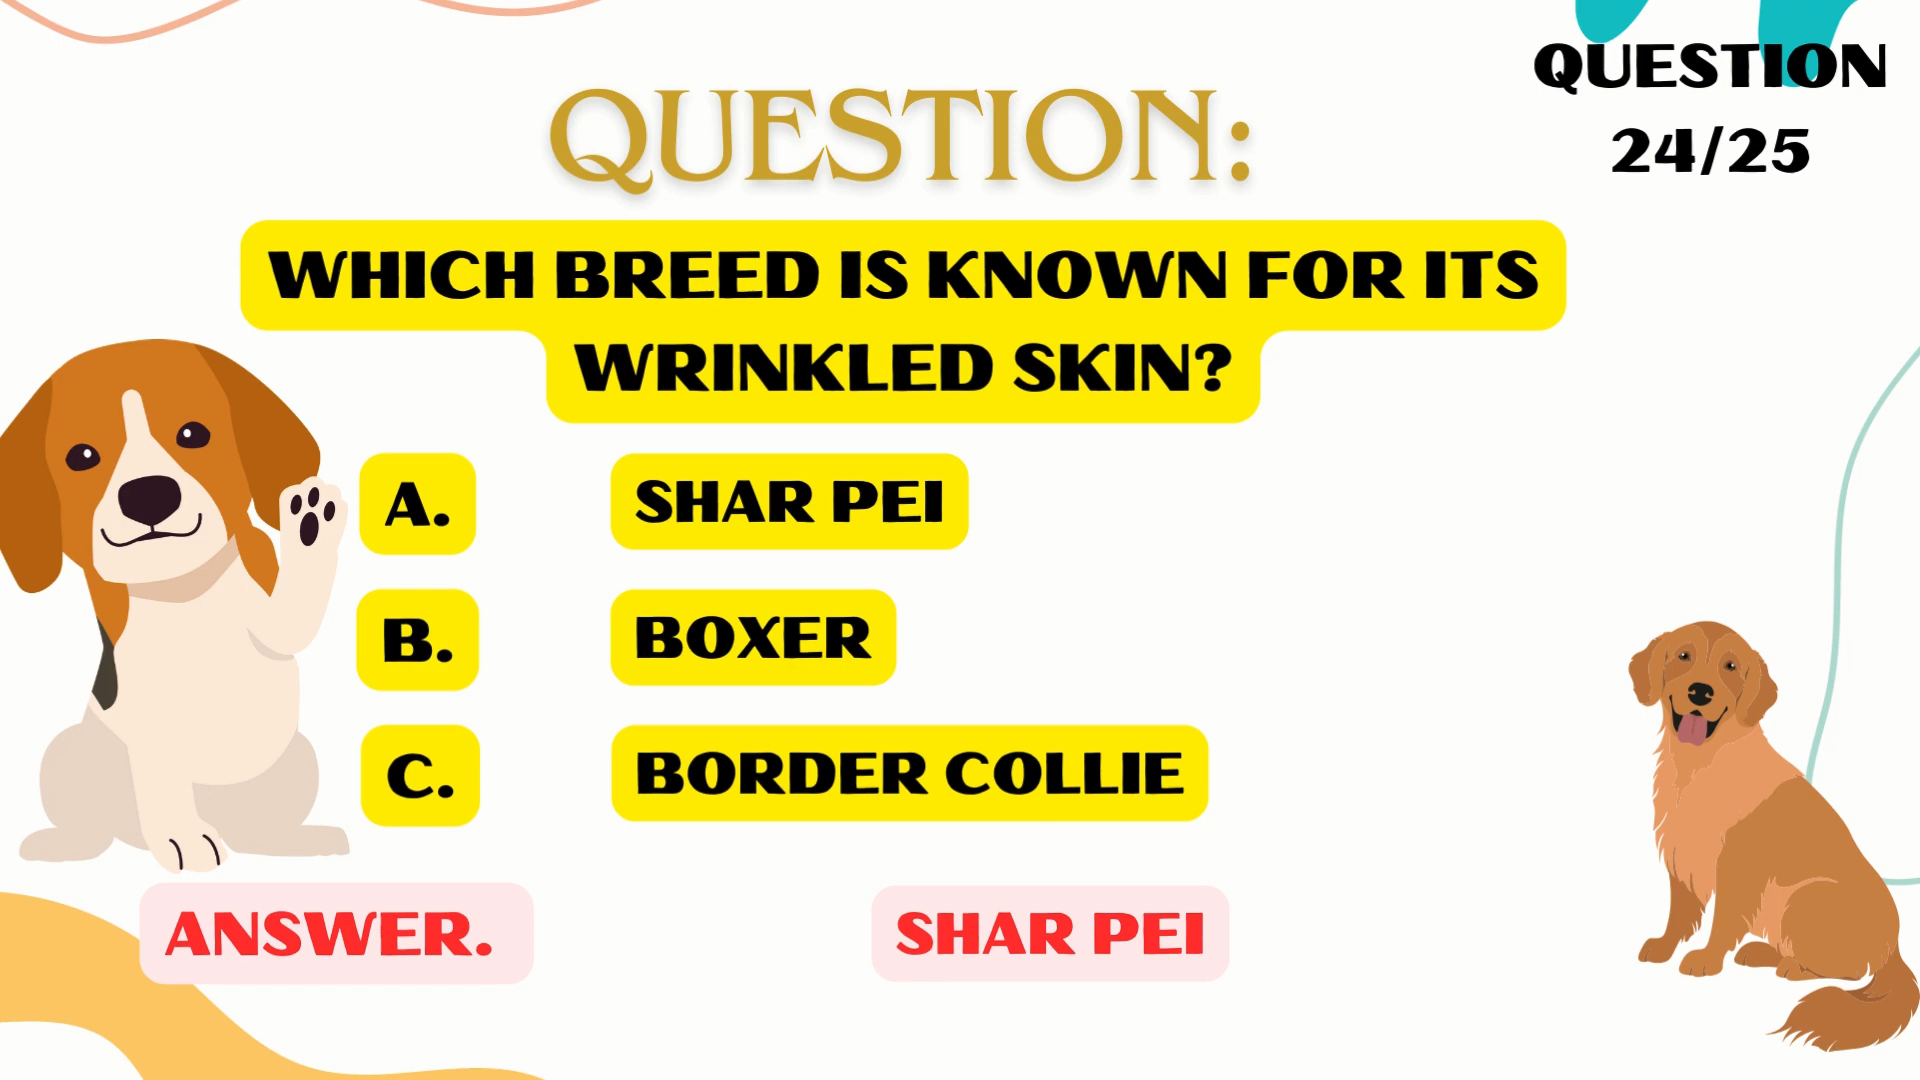 QUESTION
24/25
QUESTION:
WHICH BREED IS KNOWN FOR ITS
WRINKLED SKIN?
A. SHAR PEI
B. BOXER
C. BORDER COLLIE
ANSWER. SHAR PEI